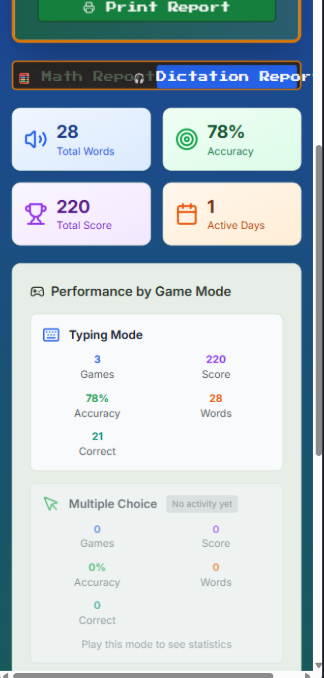 Print Report
Math Report
Dictation Repor
28
Total Words
78%
Accuracy
220
Total Score
1
Active Days
Performance by Game Mode
Typing Mode
3
Games
220
Score
78%
Accuracy
28
Words
21
Correct
Multiple Choice
No activity yet
0
Games
0
Score
0%
Accuracy
0
Words
0
Correct
Play this mode to see statistics